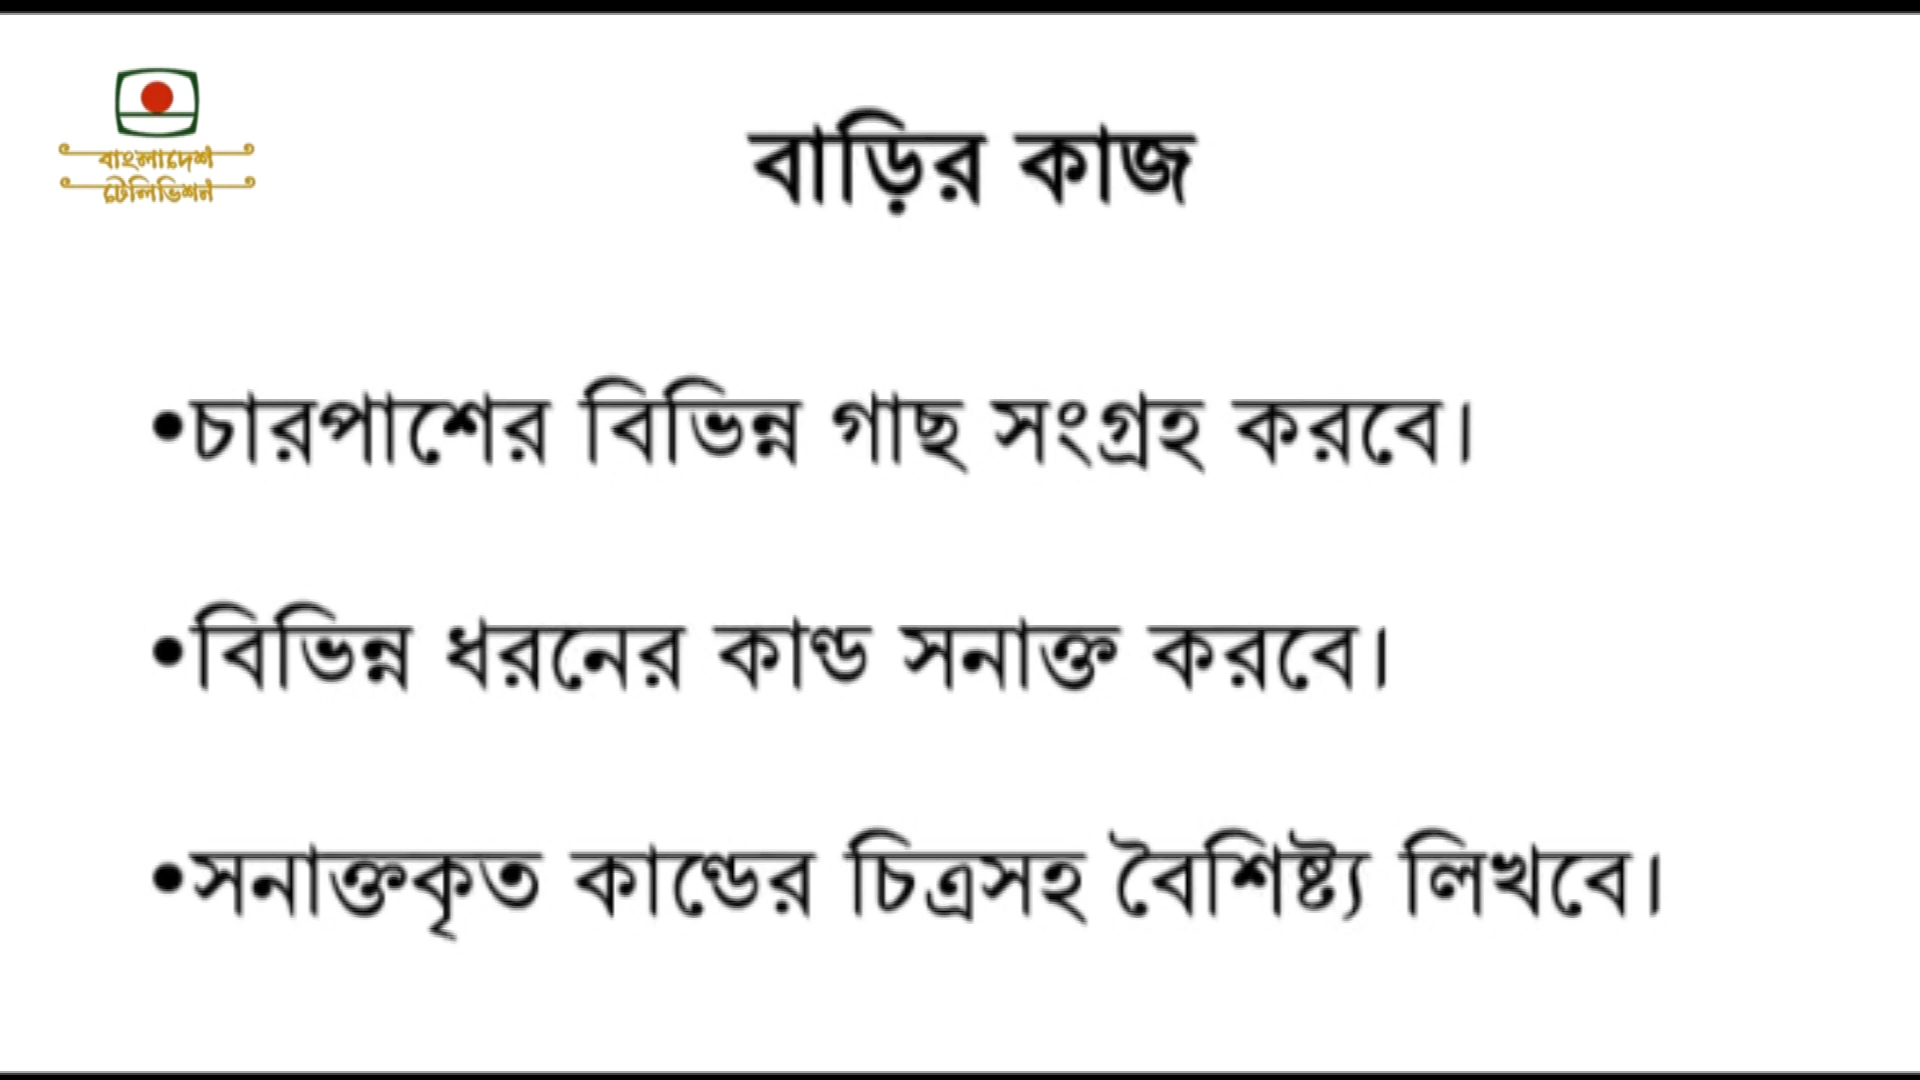 বাংলাদেশ
টেলিভিশন
বাড়ির কাজ
•চারপাশের বিভিন্ন গাছ সংগ্রহ করবে।
•বিভিন্ন ধরনের কাণ্ড সনাক্ত করবে।
•সনাক্তকৃত কাণ্ডের চিত্রসহ বৈশিষ্ট্য লিখবে।